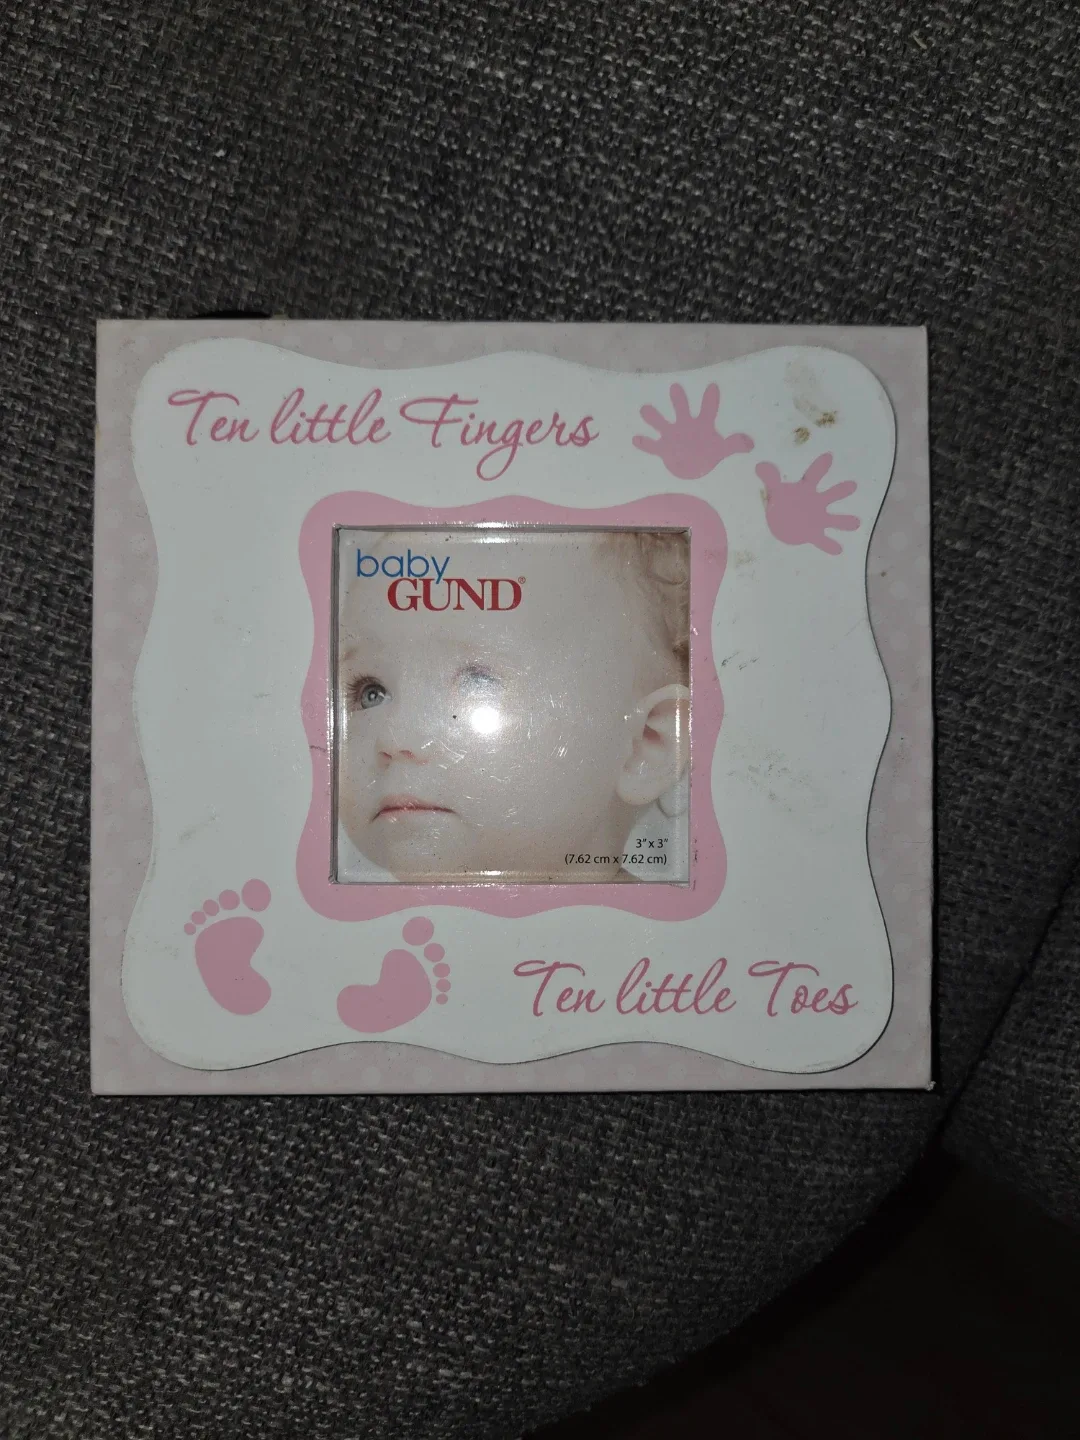 Ten little Fingers
baby
GUND®
3" x 3"
(7.62 cm x 7.62 cm)
Ten little Toes